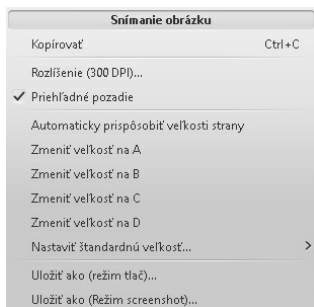 Snímanie obrázku
Kopírovať Ctrl+C
Rozlíšenie (300 DPI)...
Priehľadné pozadie
Automaticky prispôsobiť veľkosti strany
Zmeniť veľkosť na A
Zmeniť veľkosť na B
Zmeniť veľkosť na C
Zmeniť veľkosť na D
Nastaviť štandardnú veľkosť...
Uložiť ako (režim tlač)...
Uložiť ako (Režim screenshot)...